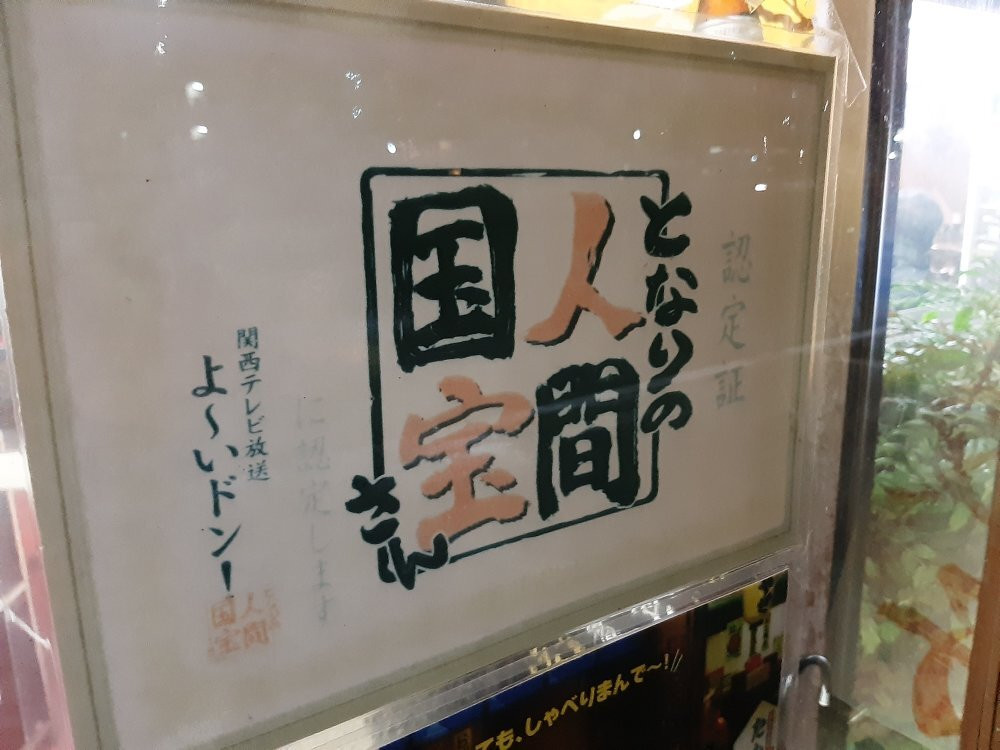 認定証
となりの
人間
国宝
さん
に認定します
関西テレビ放送
よ〜いドン!
人間
国宝
ても、しゃべりまんで〜!!